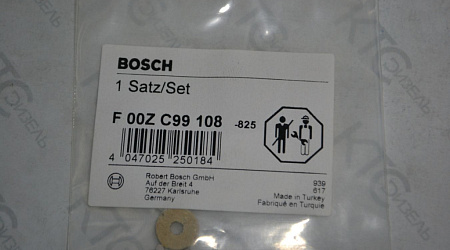 BOSCH
1 Satz/Set
F 00Z C99 108
-825
4 047025 250184
Robert Bosch GmbH
Auf der Breit 4
76227 Karlsruhe
Germany
939
617
Made in Turkey
Fabriqué en Turquie